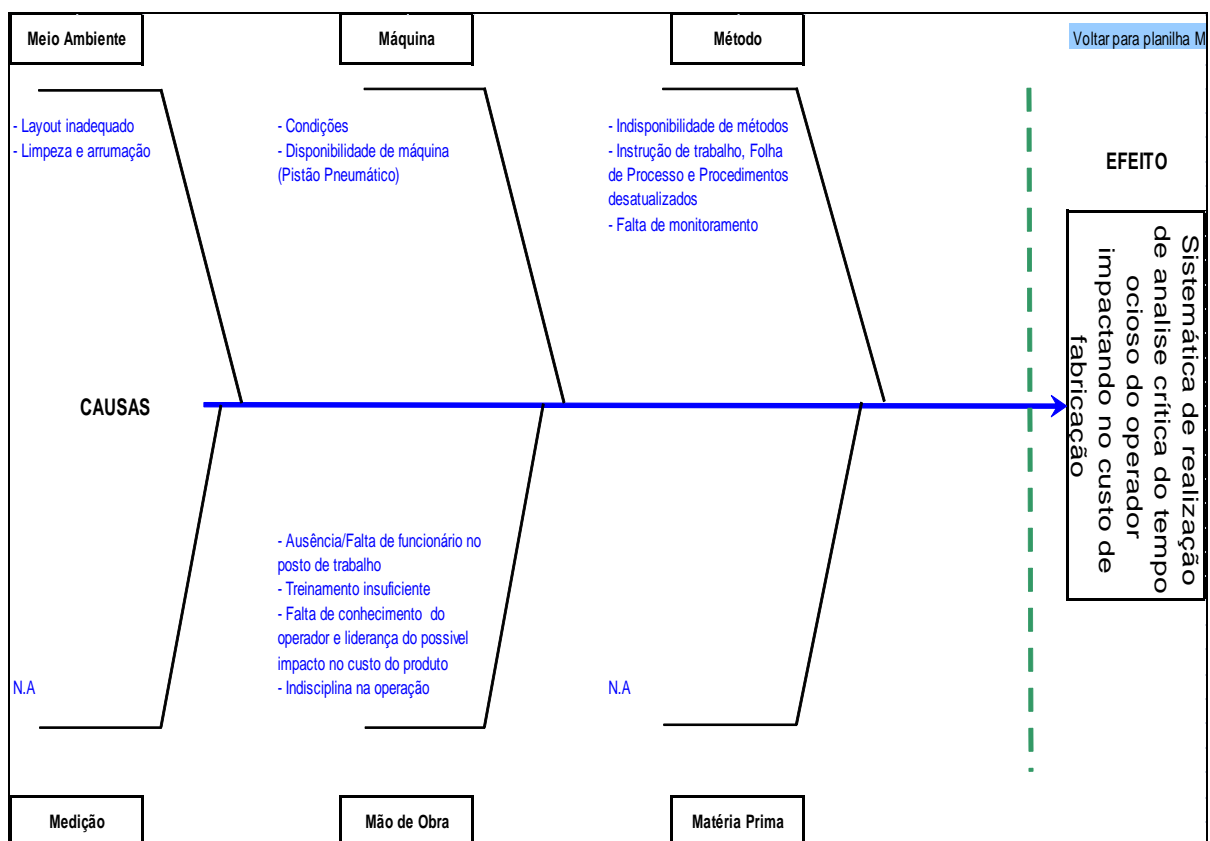 Meio Ambiente
Máquina
Método
Voltar para planilha M
- Layout inadequado
- Limpeza e arrumação
- Condições
- Disponibilidade de máquina
(Pistão Pneumático)
- Indisponibilidade de métodos
- Instrução de trabalho, Folha
de Processo e Procedimentos
desatualizados
- Falta de monitoramento
EFEITO
Sistemática de realização
de analise crítica do tempo
ocioso do operador
impactando no custo de
fabricação
CAUSAS
- Ausência/Falta de funcionário no
posto de trabalho
- Treinamento insuficiente
- Falta de conhecimento  do
operador e liderança do possivel
impacto no custo do produto
- Indisciplina na operação
N.A
N.A
Medição
Mão de Obra
Matéria Prima